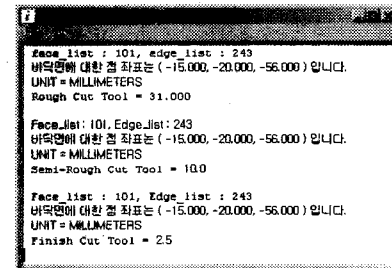 face_list : 101, edge_list : 243
바닥면에 대한 점 좌표는 ( -15.000, -20.000, -56.000 ) 입니다.
UNIT = MILLIMETERS
Rough Cut Tool = 31.000
Face_list: 101, Edge_list: 243
바닥면에 대한 점 좌표는 ( -15.000, -20.000, -56.000 ) 입니다.
UNIT = MILLIMETERS
Semi-Rough Cut Tool = 10.0
Face_list : 101, Edge_list : 243
바닥면에 대한 점 좌표는 ( -15.000, -20.000, -56.000 ) 입니다.
UNIT = MILLIMETERS
Finish Cut Tool = 2.5